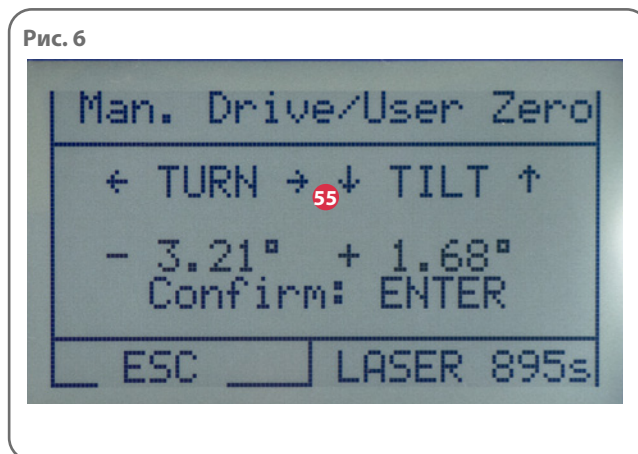 Рис. 6
Man. Drive/User Zero
← TURN → 55 ↓ TILT ↑
- 3.21° + 1.68°
Confirm: ENTER
ESC LASER 895s